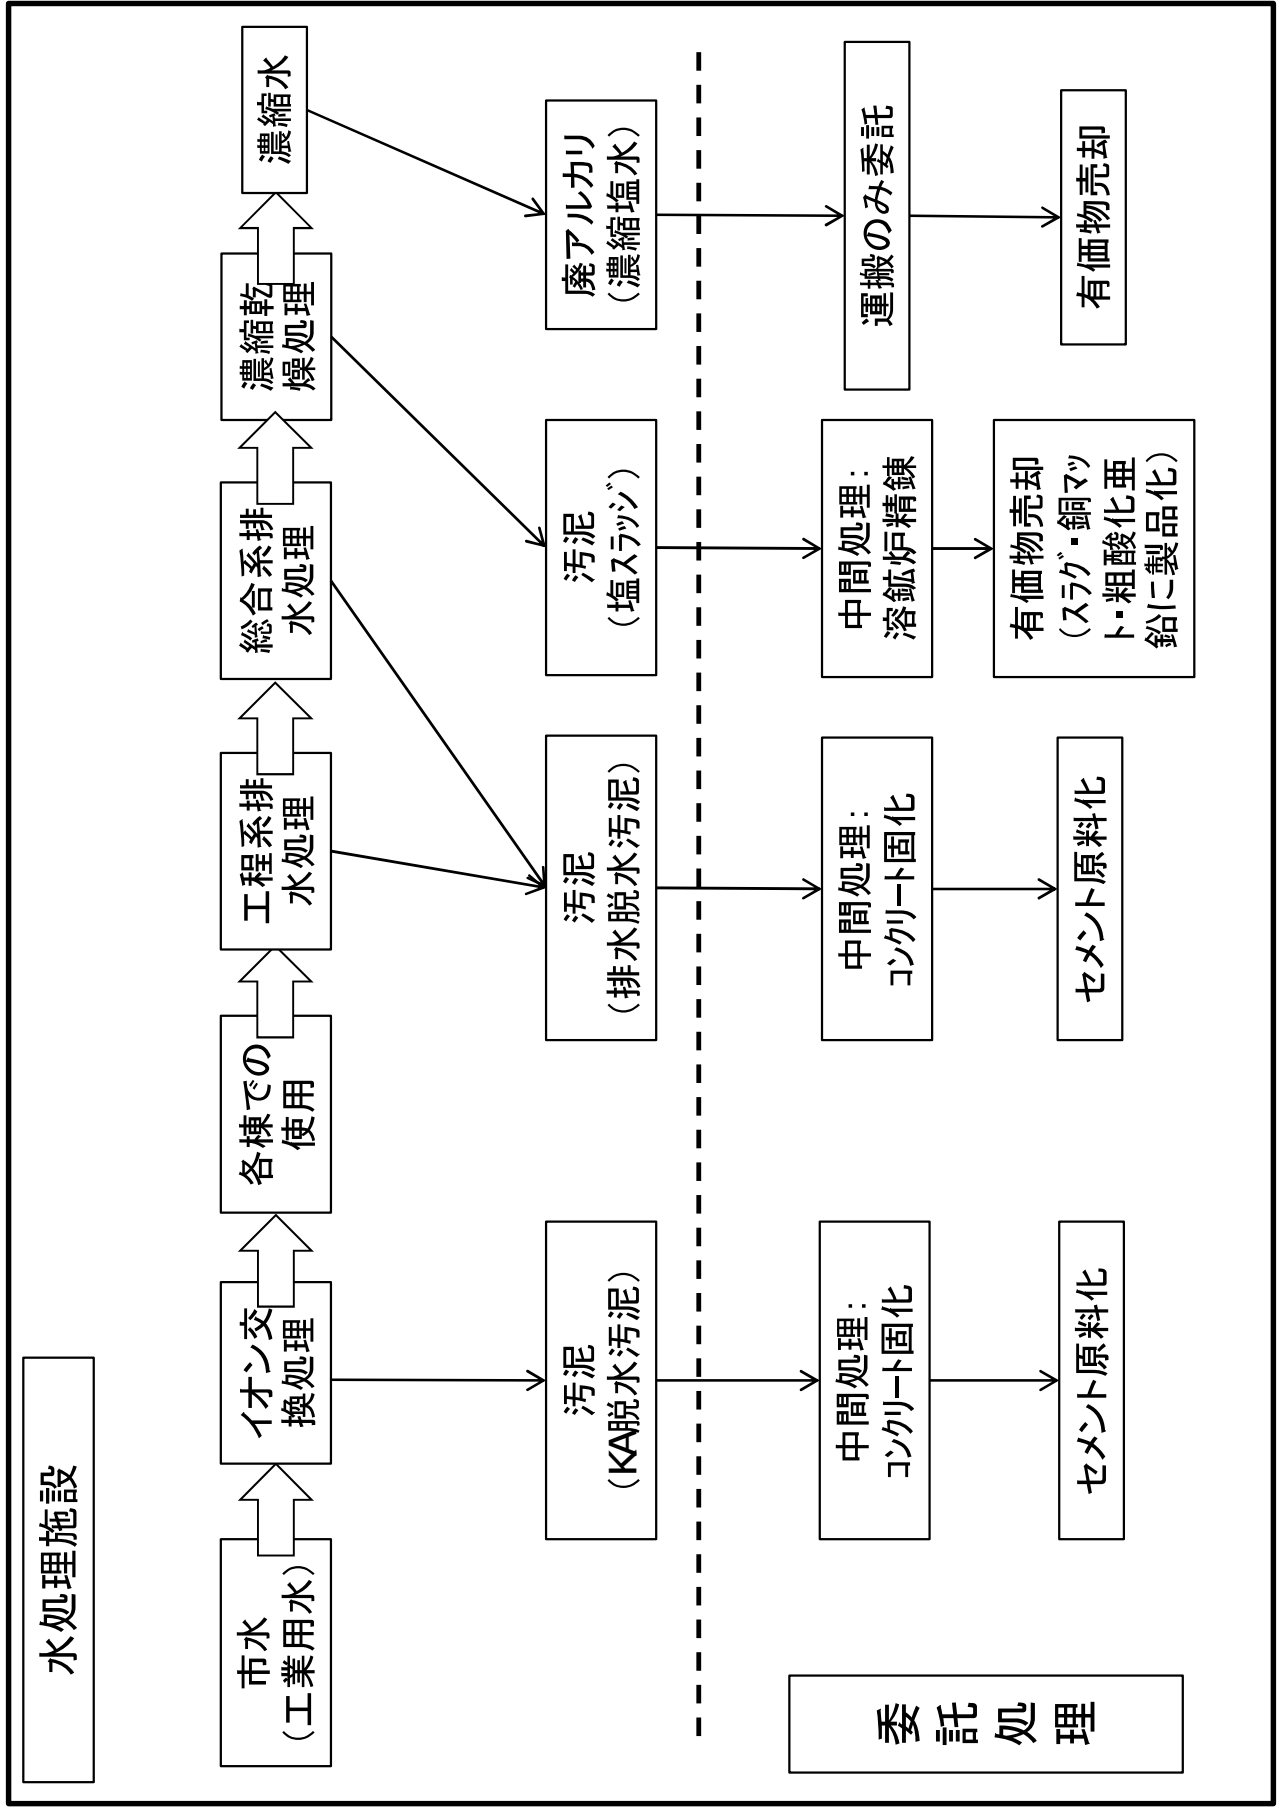 水処理施設
市水
（工業用水）
イオン交
換処理
各棟での
使用
工程系排
水処理
総合系排
水処理
濃縮乾
燥処理
濃縮水
汚泥
（KA脱水汚泥）
汚泥
（排水脱水汚泥）
汚泥
（塩ｽﾗｯｼﾞ）
廃アルカリ
（濃縮塩水）
委託処理
中間処理：
ｺﾝｸﾘｰﾄ固化
中間処理：
ｺﾝｸﾘｰﾄ固化
中間処理：
溶鉱炉精錬
運搬のみ委託
セメント原料化
セメント原料化
有価物売却
（ｽﾗｸﾞ・銅ﾏｯ
ﾄ・粗酸化亜
鉛に製品化）
有価物売却